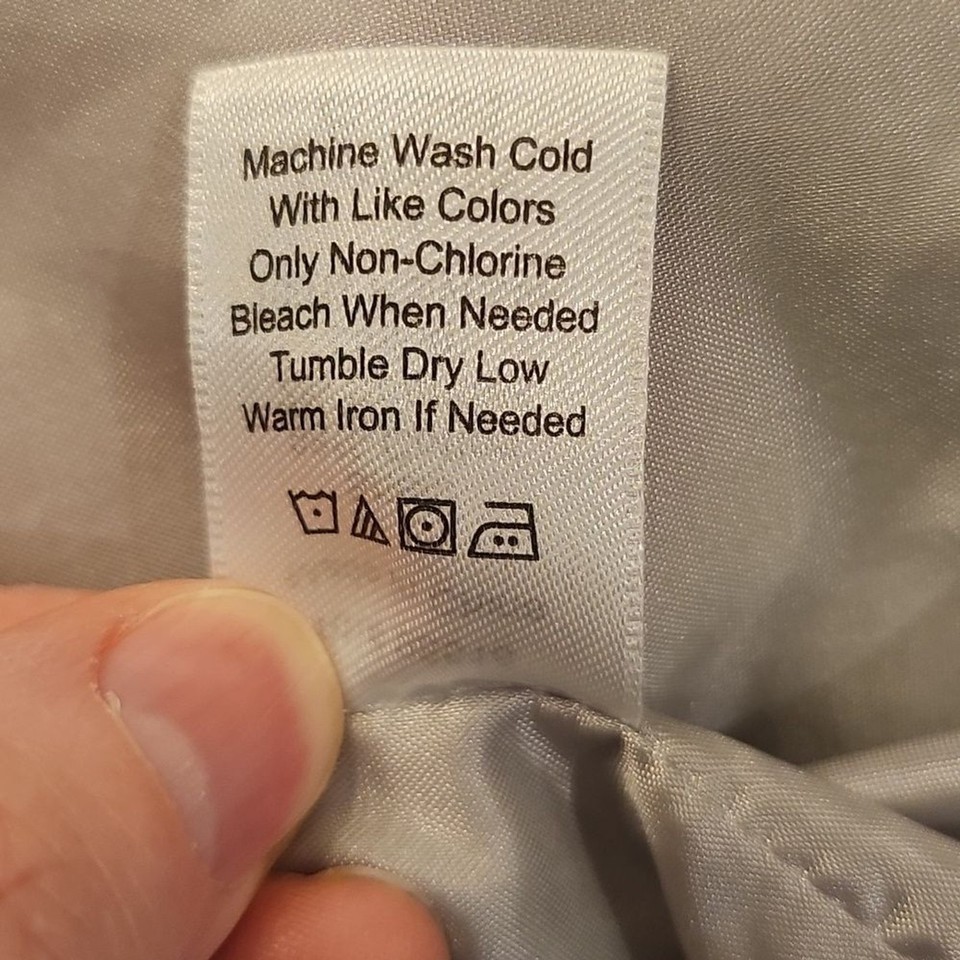 Machine Wash Cold
With Like Colors
Only Non-Chlorine
Bleach When Needed
Tumble Dry Low
Warm Iron If Needed